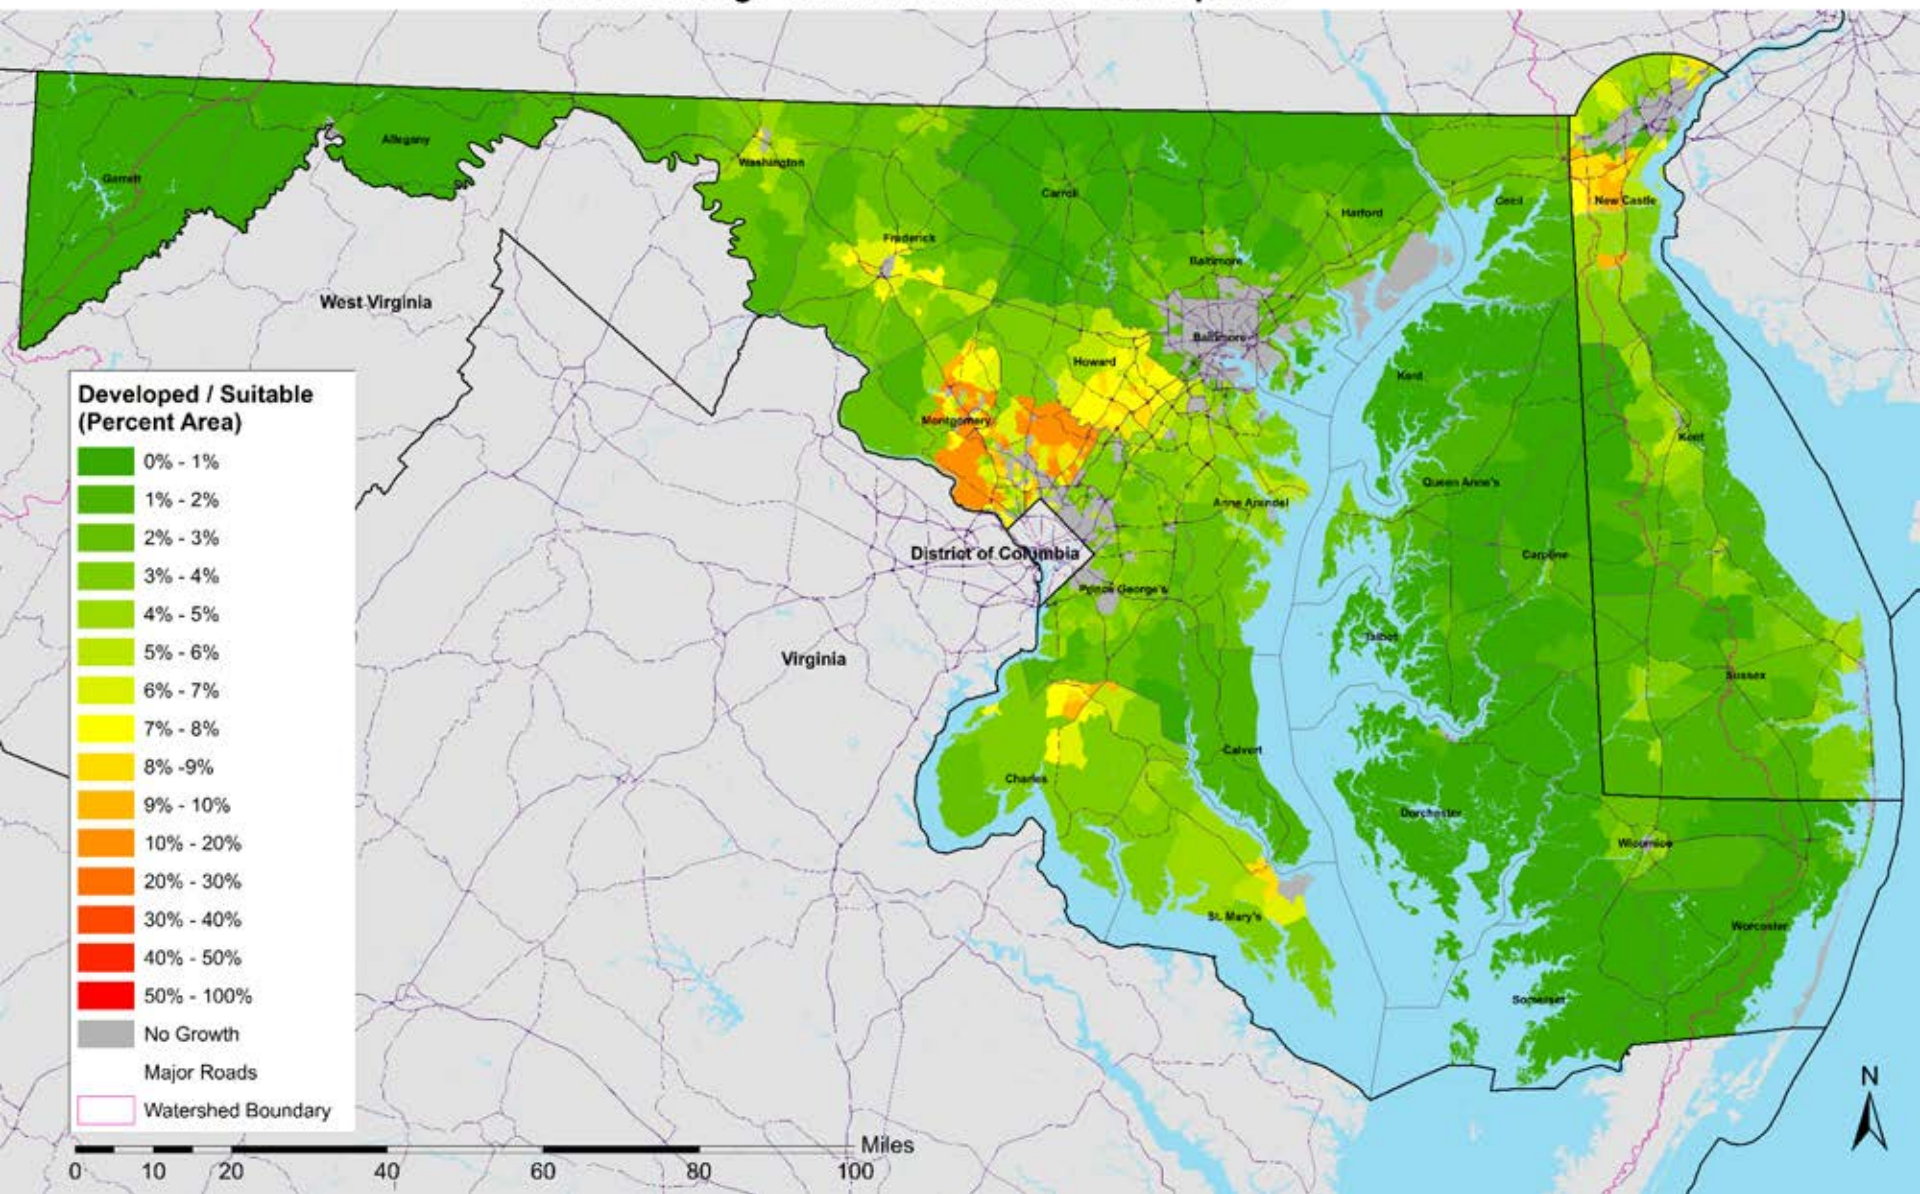 Garrett
Allegany
Washington
Frederick
Carroll
Baltimore
Harford
Cecil
New Castle
West Virginia
Howard
Baltimore
Kent
Montgomery
Kent
Anne Arundel
Queen Anne's
District of Columbia
Caroline
Prince George's
Talbot
Virginia
Sussex
Calvert
Charles
Dorchester
Wicomico
St. Mary's
Worcester
Somerset
Developed / Suitable
(Percent Area)
0% - 1%
1% - 2%
2% - 3%
3% - 4%
4% - 5%
5% - 6%
6% - 7%
7% - 8%
8% -9%
9% - 10%
10% - 20%
20% - 30%
30% - 40%
40% - 50%
50% - 100%
No Growth
Major Roads
Watershed Boundary
Miles
0 10 20 40 60 80 100
N